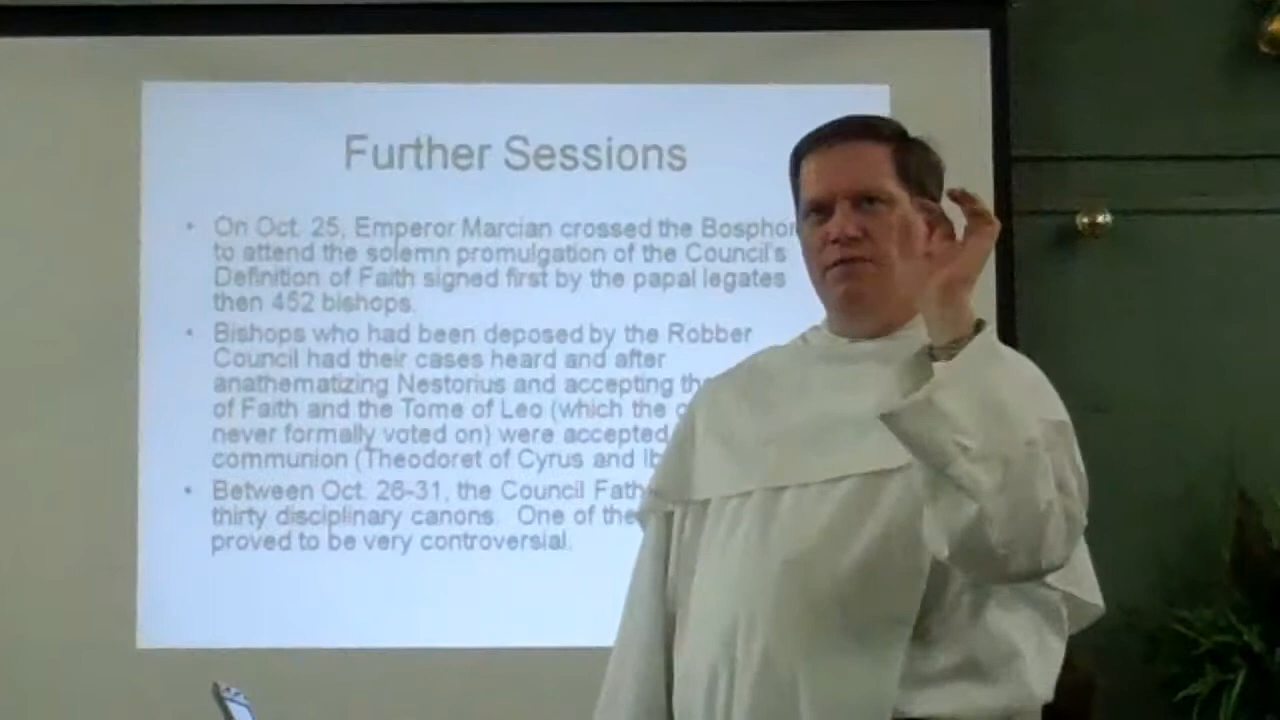 Further Sessions
• On Oct. 25, Emperor Marcian crossed the Bosphor
to attend the solemn promulgation of the Council's
Definition of Faith signed first by the papal legates
then 452 bishops.
• Bishops who had been deposed by the Robber
Council had their cases heard and after
anathematizing Nestorius and accepting the
of Faith and the Tome of Leo (which the
never formally voted on) were accepted
communion (Theodoret of Cyrus and Ib
• Between Oct. 26-31, the Council Fath
thirty disciplinary canons. One of the
proved to be very controversial.